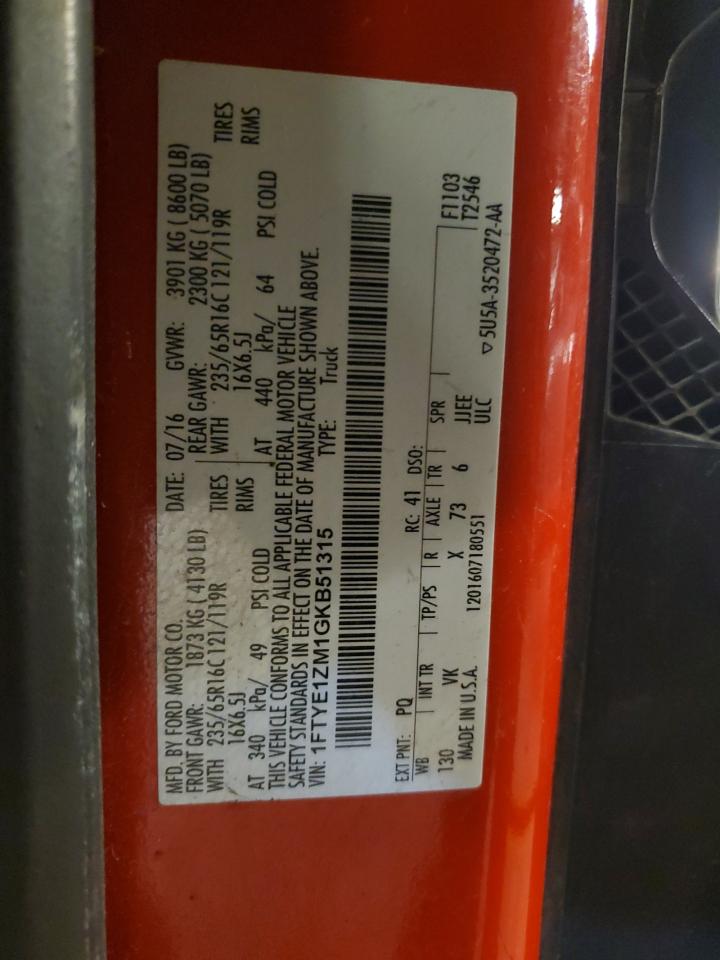 MFD. BY FORD MOTOR CO. DATE: 07/16 GVWR: 3901 KG ( 8600 LB)
FRONT GAWR: 1873 KG ( 4130 LB) REAR GAWR: 2300 KG ( 5070 LB)
WITH 235/65R16C 121/119R TIRES WITH 235/65R16C 121/119R TIRES
16X6.5J RIMS 16X6.5J RIMS
AT 340 kPa/ 49 PSI COLD AT 440 kPa/ 64 PSI COLD
THIS VEHICLE CONFORMS TO ALL APPLICABLE FEDERAL MOTOR VEHICLE
SAFETY STANDARDS IN EFFECT ON THE DATE OF MANUFACTURE SHOWN ABOVE.
VIN: 1FTYE1ZM1GKB51315 TYPE: Truck
EXT PNT: PQ RC: 41 DSO:
WB INT TR TP/PS R AXLE TR SPR F1103
130 VK X 73 6 JJEE T2546
MADE IN U.S.A. 1201607180551 ULC ▽ 5U5A-3520472-AA